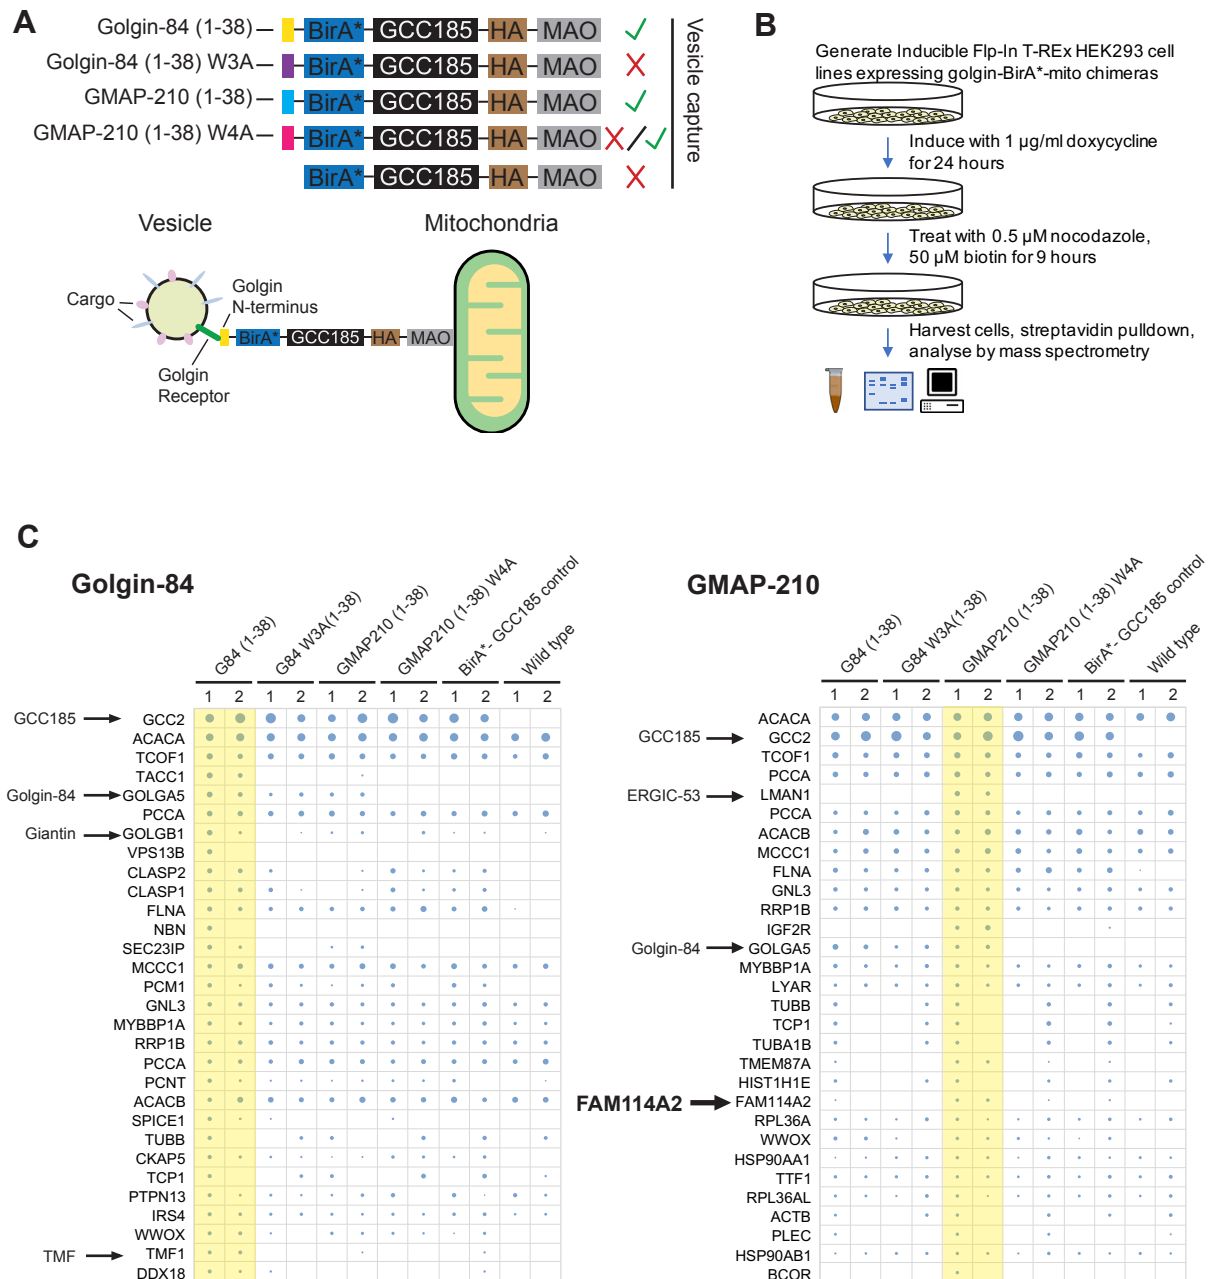 A
Golgin-84 (1-38) BirA* GCC185 HA MAO
Golgin-84 (1-38) W3A BirA* GCC185 HA MAO
GMAP-210 (1-38) BirA* GCC185 HA MAO
GMAP-210 (1-38) W4A BirA* GCC185 HA MAO
BirA* GCC185 HA MAO
Vesicle capture
Vesicle
Mitochondria
Cargo
Golgin
N-terminus
BirA* GCC185 HA MAO
Golgin
Receptor
B
Generate Inducible Flp-In T-REx HEK293 cell
lines expressing golgin-BirA*-mito chimeras
Induce with 1 µg/ml doxycycline
for 24 hours
Treat with 0.5 µM nocodazole,
50 µM biotin for 9 hours
Harvest cells, streptavidin pulldown,
analyse by mass spectrometry
C
Golgin-84
G84 (1-38)
G84 W3A(1-38)
GMAP210 (1-38)
GMAP210 (1-38) W4A
BirA*- GCC185 control
Wild type
1 2 1 2 1 2 1 2 1 2 1 2
GCC185 GCC2
ACACA
TCOF1
TACC1
Golgin-84 GOLGA5
PCCA
Giantin GOLGB1
VPS13B
CLASP2
CLASP1
FLNA
NBN
SEC23IP
MCCC1
PCM1
GNL3
MYBBP1A
RRP1B
PCCA
PCNT
ACACB
SPICE1
TUBB
CKAP5
TCP1
PTPN13
IRS4
WWOX
TMF TMF1
DDX18
GMAP-210
G84 (1-38)
G84 W3A(1-38)
GMAP210 (1-38)
GMAP210 (1-38) W4A
BirA*- GCC185 control
Wild type
1 2 1 2 1 2 1 2 1 2 1 2
ACACA
GCC185 GCC2
TCOF1
PCCA
ERGIC-53 LMAN1
PCCA
ACACB
MCCC1
FLNA
GNL3
RRP1B
IGF2R
Golgin-84 GOLGA5
MYBBP1A
LYAR
TUBB
TCP1
TUBA1B
TMEM87A
HIST1H1E
FAM114A2 FAM114A2
RPL36A
WWOX
HSP90AA1
TTF1
RPL36AL
ACTB
PLEC
HSP90AB1
BCOR